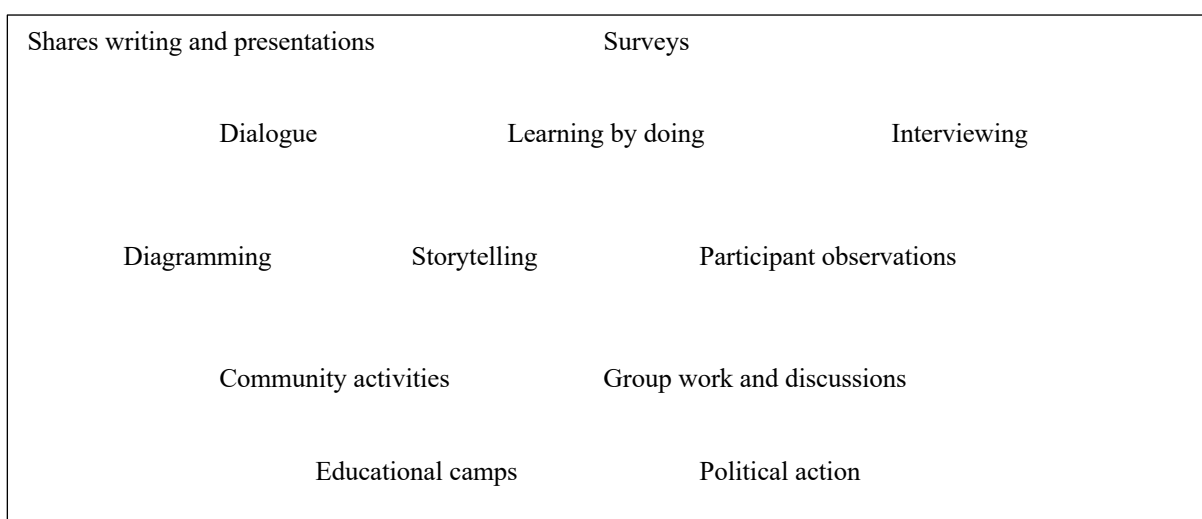 Shares writing and presentations Surveys
Dialogue Learning by doing Interviewing
Diagramming Storytelling Participant observations
Community activities Group work and discussions
Educational camps Political action